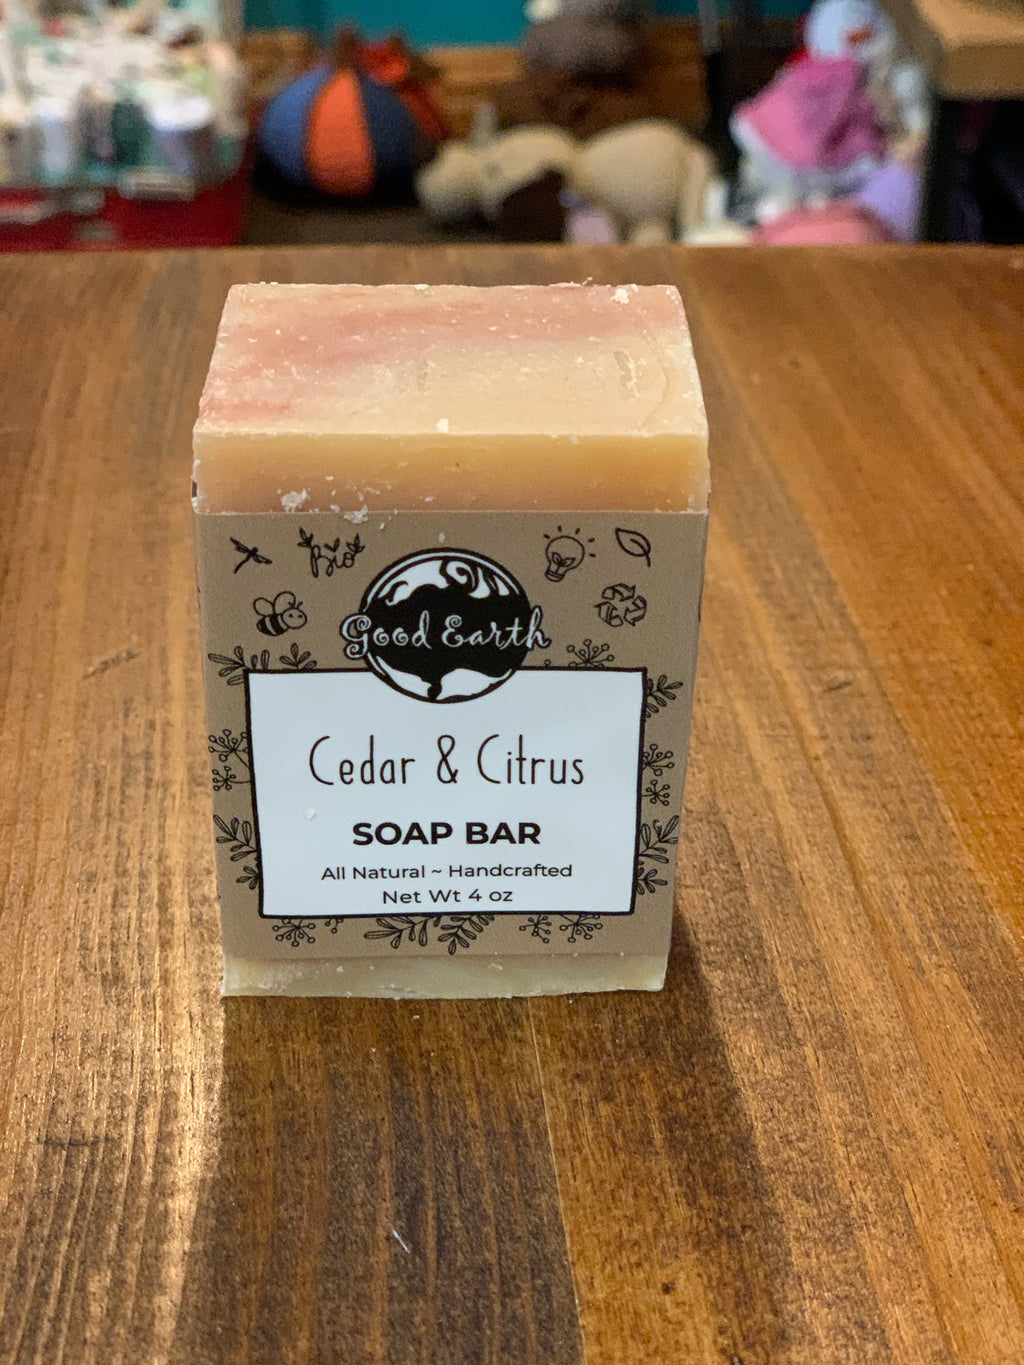 Bio
Good Earth
Cedar & Citrus
SOAP BAR
All Natural ~ Handcrafted
Net Wt 4 oz